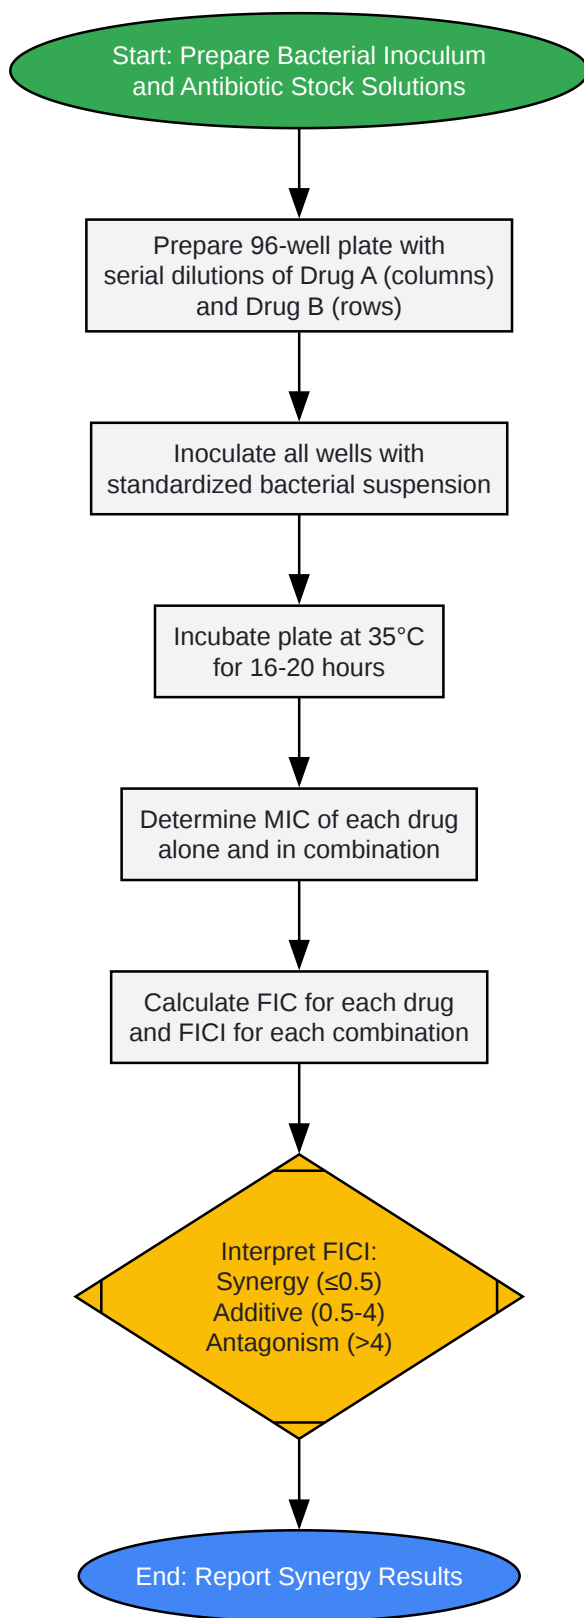 Start: Prepare Bacterial Inoculum
and Antibiotic Stock Solutions
Prepare 96-well plate with
serial dilutions of Drug A (columns)
and Drug B (rows)
Inoculate all wells with
standardized bacterial suspension
Incubate plate at 35°C
for 16-20 hours
Determine MIC of each drug
alone and in combination
Calculate FIC for each drug
and FICI for each combination
Interpret FICI:
Synergy (≤0.5)
Additive (0.5-4)
Antagonism (>4)
End: Report Synergy Results